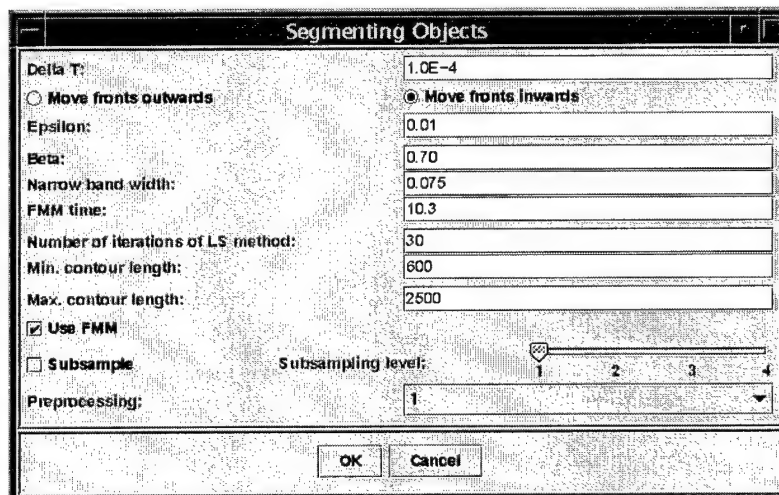 Segmenting Objects
Delta T: 1.0E-4
Move fronts outwards Move fronts inwards
Epsilon: 0.01
Beta: 0.70
Narrow band width: 0.075
FMM time: 10.3
Number of iterations of LS method: 30
Min. contour length: 600
Max. contour length: 2500
Use FMM
Subsample Subsampling level:
1 2 3 4
Preprocessing: 1
OK Cancel